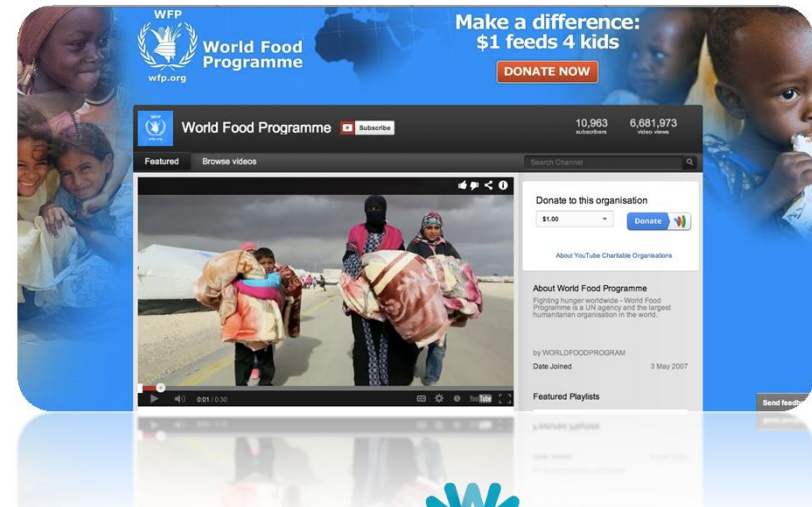 WFP
World Food
Programme
wfp.org
Make a difference:
$1 feeds 4 kids
DONATE NOW
World Food Programme
Subscribe
10,963
subscribers
6,681,973
video views
Featured
Browse videos
Search Channel
Donate to this organisation
$1.00
Donate
About YouTube Charitable Organisations
About World Food Programme
Fighting hunger worldwide - World Food
Programme is a UN agency and the largest
humanitarian organisation in the world.
by WORLDFOODPROGRAM
Date Joined
3 May 2007
Featured Playlists
0:01 / 0:30
YouTube